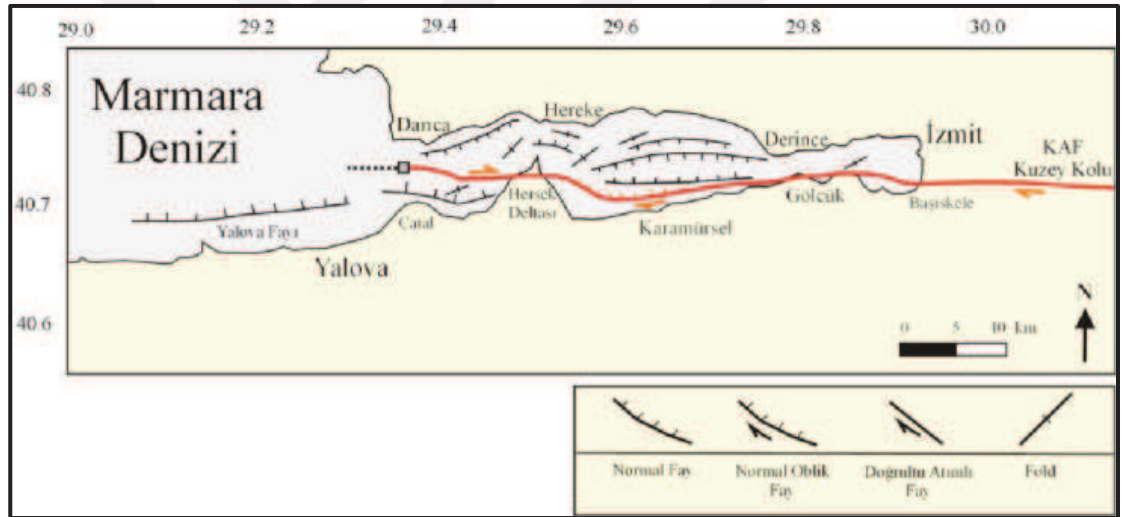 29.0 29.2 29.4 29.6 29.8 30.0
40.8
40.7
40.6
Marmara
Denizi
Darıca
Hereke
Derince
İzmit
KAF
Kuzey Kolu
Hersek
Deltası
Gölcük
Başiskele
Yalova Fayı
Çatal
Karamürsel
Yalova
N
0 5 10 km
Normal Fay
Normal Oblik
Fay
Doğrultu Atımlı
Fay
Fold